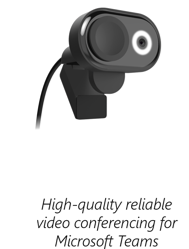 High-quality reliable
video conferencing for
Microsoft Teams